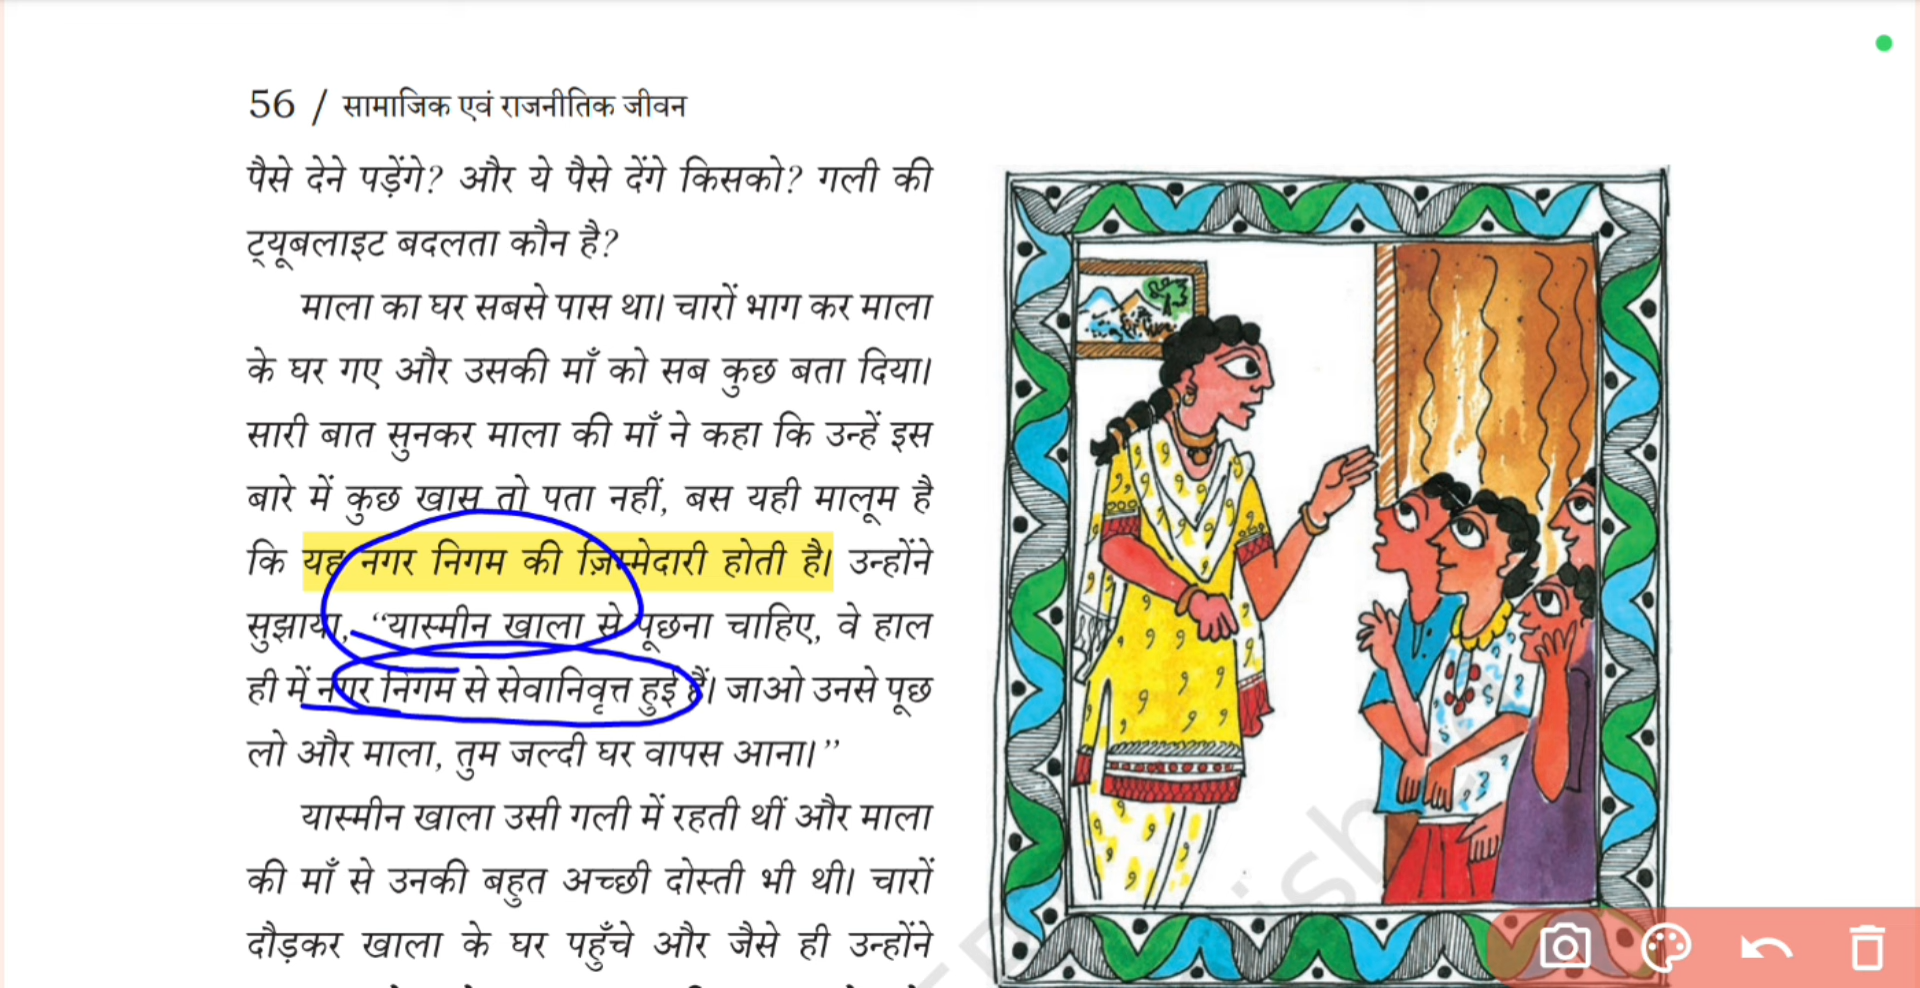 56 / सामाजिक एवं राजनीतिक जीवन
पैसे देने पड़ेंगे? और ये पैसे देंगे किसको? गली की
ट्यूबलाइट बदलता कौन है?
माला का घर सबसे पास था। चारों भाग कर माला
के घर गए और उसकी माँ को सब कुछ बता दिया।
सारी बात सुनकर माला की माँ ने कहा कि उन्हें इस
बारे में कुछ खास तो पता नहीं, बस यही मालूम है
कि यह नगर निगम की ज़िम्मेदारी होती है। उन्होंने
सुझाया, “यास्मीन खाला से पूछना चाहिए, वे हाल
ही में नगर निगम से सेवानिवृत्त हुई हैं। जाओ उनसे पूछ
लो और माला, तुम जल्दी घर वापस आना।”
यास्मीन खाला उसी गली में रहती थीं और माला
की माँ से उनकी बहुत अच्छी दोस्ती भी थी। चारों
दौड़कर खाला के घर पहुँचे और जैसे ही उन्होंने